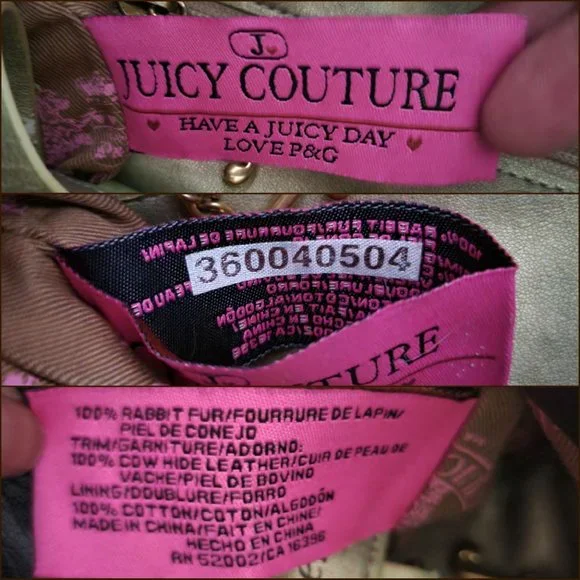 J
JUICY COUTURE
HAVE A JUICY DAY
LOVE P&G
360040504
COUTURE
100% RABBIT FUR/FOURRURE DE LAPIN/
PIEL DE CONEJO
TRIM/GARNITURE/ADORNO:
100% COW HIDE LEATHER/CUIR DE PEAU DE
VACHE/PIEL DE BOVINO
LINING/DOUBLURE/FORRO
100% COTTON/COTON/ALGODÓN
MADE IN CHINA/FAIT EN CHINE/
HECHO EN CHINA
RN 52002/CA 16396